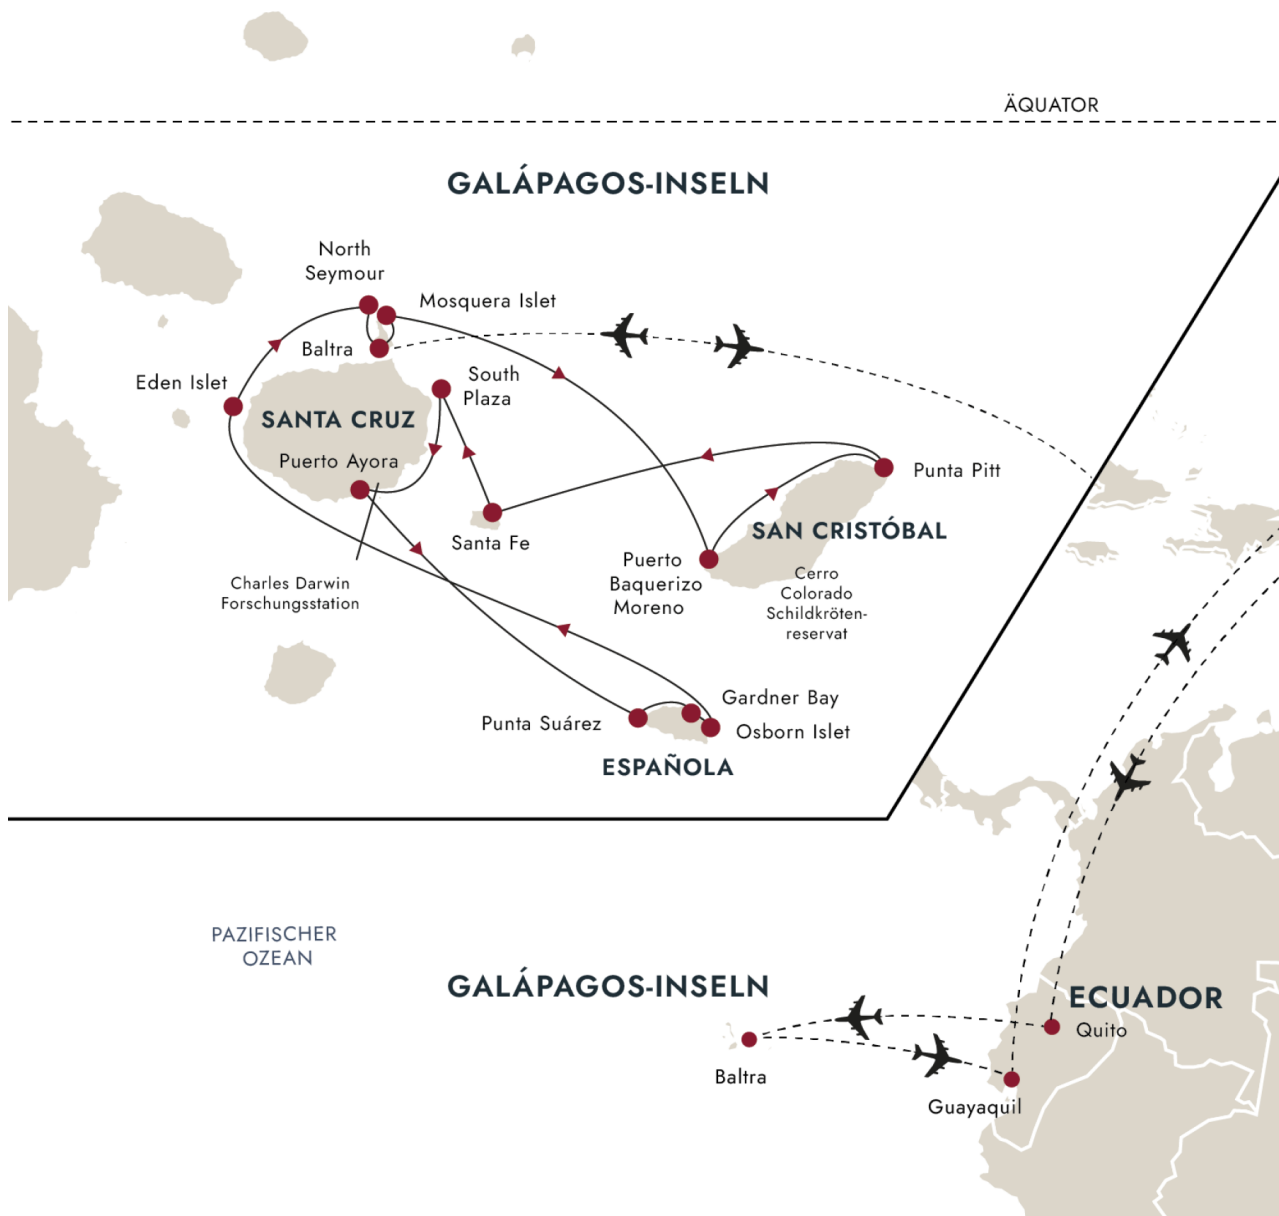 ÄQUATOR
GALÁPAGOS-INSELN
North
Seymour
Mosquera Islet
Baltra
South
Plaza
Eden Islet
SANTA CRUZ
Puerto Ayora
Punta Pitt
Santa Fe
SAN CRISTÓBAL
Puerto
Baquerizo
Moreno
Cerro
Colorado
Schildkröten-
reservat
Charles Darwin
Forschungsstation
Gardner Bay
Punta Suárez
Osborn Islet
ESPAÑOLA
PAZIFISCHER
OZEAN
GALÁPAGOS-INSELN
ECUADOR
Quito
Baltra
Guayaquil